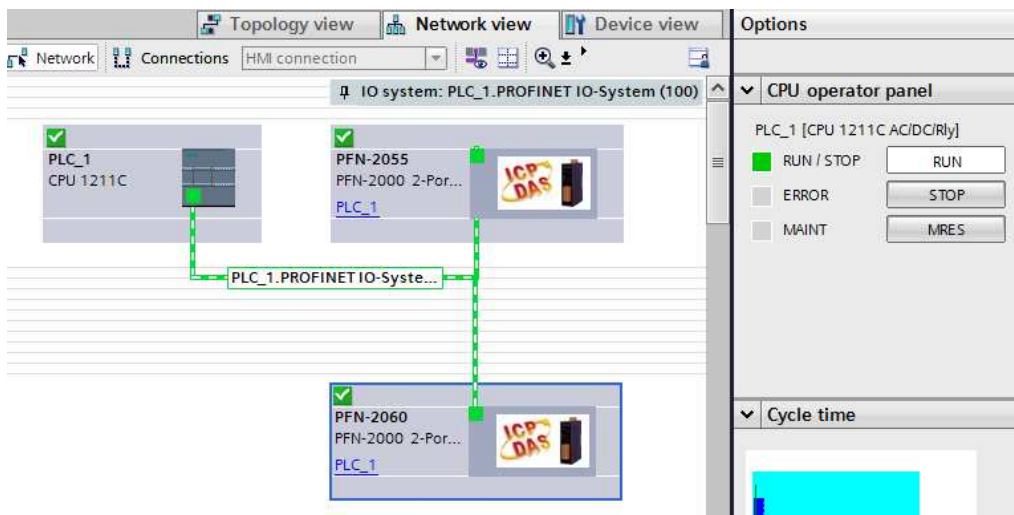 Topology view
Network view
Device view
Options
Network
Connections
HMI connection
IO system: PLC_1.PROFINET IO-System (100)
CPU operator panel
PLC_1
CPU 1211C
PFN-2055
PFN-2000 2-Por...
PLC_1
ICP
DAS
PLC_1 [CPU 1211C AC/DC/Rly]
RUN / STOP
RUN
ERROR
STOP
MAINT
MRES
PLC_1.PROFINET IO-Syste...
PFN-2060
PFN-2000 2-Por...
PLC_1
ICP
DAS
Cycle time